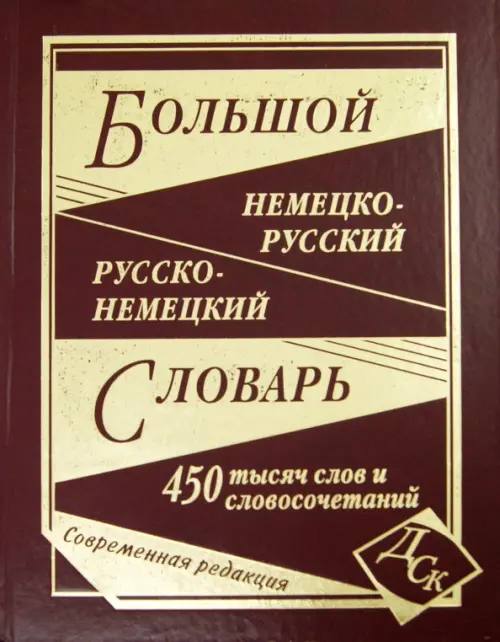 Большой
НЕМЕЦКО-
РУССКИЙ
РУССКО-
НЕМЕЦКИЙ
Словарь
450 тысяч слов и
словосочетаний
Современная редакция
ДСК